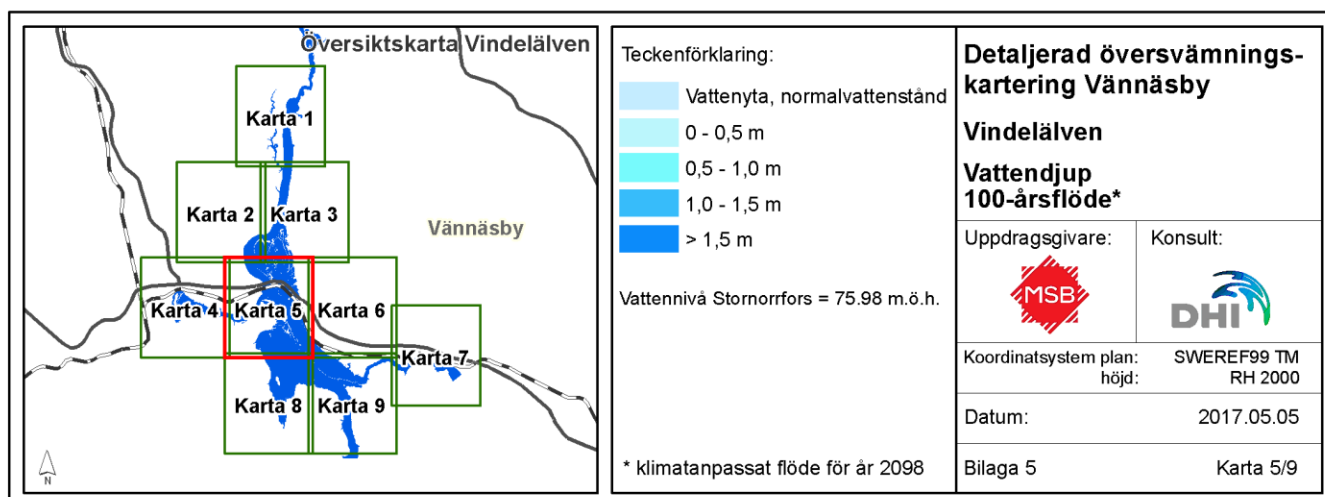 Översiktskarta Vindelälven
Karta 1
Karta 2
Karta 3
Vännäsby
Karta 4
Karta 5
Karta 6
Karta 7
Karta 8
Karta 9
N
Teckenförklaring:
Vattenyta, normalvattenstånd
0 - 0,5 m
0,5 - 1,0 m
1,0 - 1,5 m
> 1,5 m
Vattennivå Stornorrfors = 75.98 m.ö.h.
* klimatanpassat flöde för år 2098
Detaljerad översvämnings-
kartering Vännäsby
Vindelälven
Vattendjup
100-årsflöde*
Uppdragsgivare:
MSB
Konsult:
DHI
Koordinatsystem plan: SWEREF99 TM
höjd: RH 2000
Datum: 2017.05.05
Bilaga 5 Karta 5/9